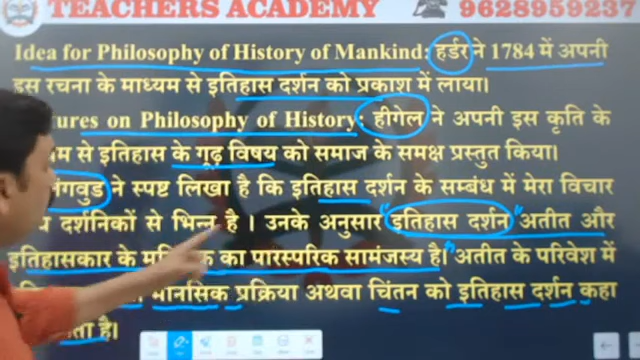 TEACHERS ACADEMY 9628959237
Idea for Philosophy of History of Mankind: हर्डर ने 1784 में अपनी
इस रचना के माध्यम से इतिहास दर्शन को प्रकाश में लाया।
on Philosophy of History: हीगेल ने अपनी इस कृति के
से इतिहास के गूढ़ विषय को समाज के समक्ष प्रस्तुत किया।
ने स्पष्ट लिखा है कि इतिहास दर्शन के सम्बंध में मेरा विचार
दर्शनिकों से भिन्न है। उनके अनुसार "इतिहास दर्शन" अतीत और
इतिहासकार के का पारस्परिक सामंजस्य है।" अतीत के परिवेश में
मानसिक प्रक्रिया अथवा चिंतन को इतिहास दर्शन कहा
है।